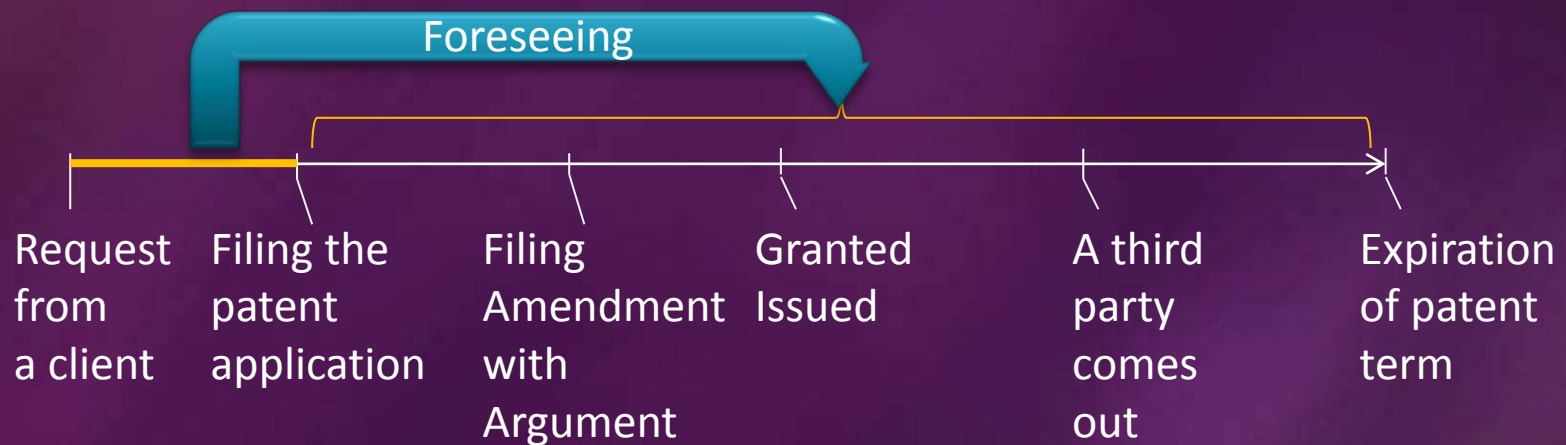 Foreseeing
Request
from
a client
Filing the
patent
application
Filing
Amendment
with
Argument
Granted
Issued
A third
party
comes
out
Expiration
of patent
term